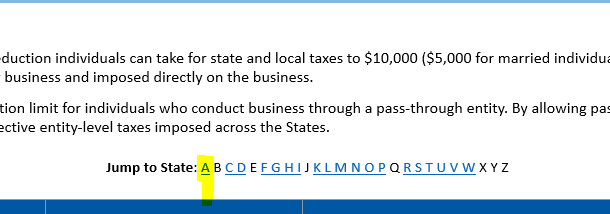 duction individuals can take for state and local taxes to $10,000 ($5,000 for married individua
business and imposed directly on the business.
tion limit for individuals who conduct business through a pass-through entity. By allowing pas
ective entity-level taxes imposed across the States.
Jump to State: A B C D E F G H I J K L M N O P Q R S T U V W X Y Z